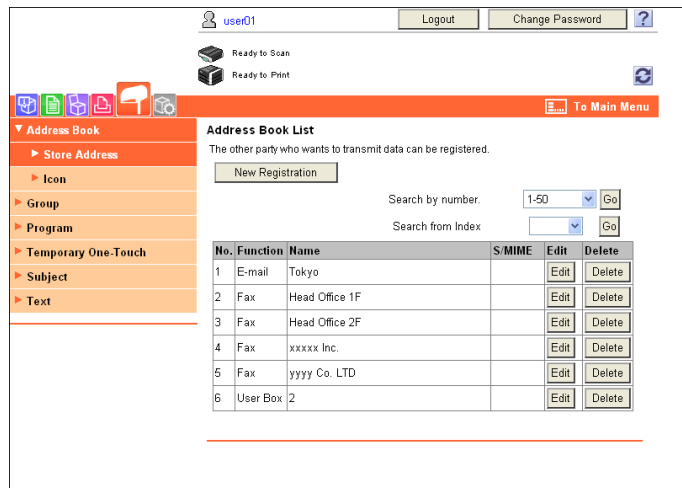 user01 Logout Change Password ?
Ready to Scan
Ready to Print
To Main Menu
Address Book
Store Address
Icon
Group
Program
Temporary One-Touch
Subject
Text
Address Book List
The other party who wants to transmit data can be registered.
New Registration
Search by number. 1-50 Go
Search from Index Go
No. Function Name S/MIME Edit Delete
1 E-mail Tokyo Edit Delete
2 Fax Head Office 1F Edit Delete
3 Fax Head Office 2F Edit Delete
4 Fax xxxxx Inc. Edit Delete
5 Fax yyyy Co. LTD Edit Delete
6 User Box 2 Edit Delete